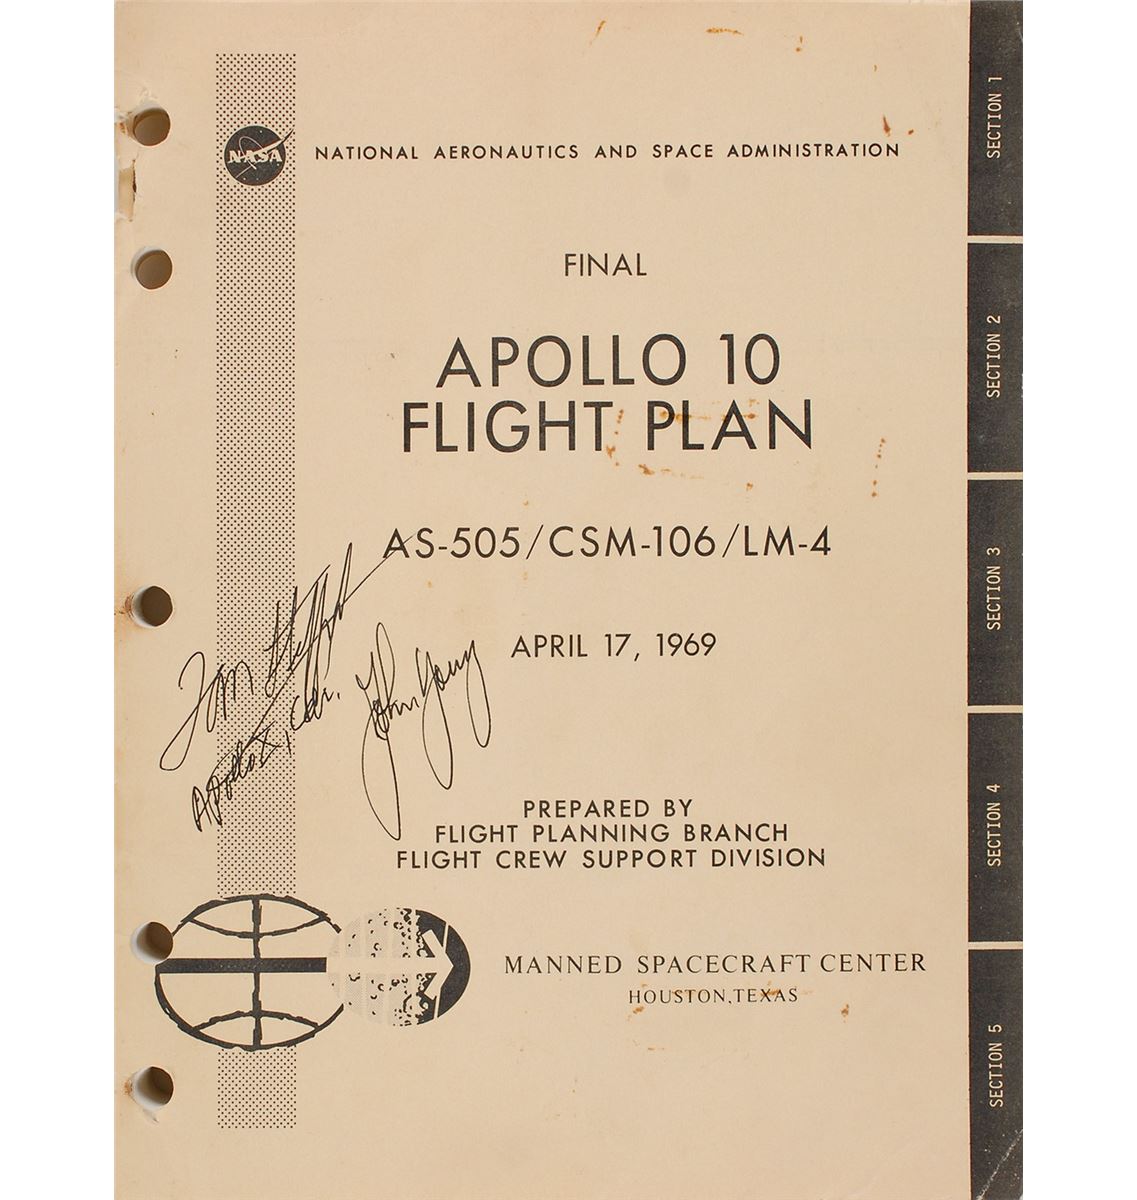 NASA
NATIONAL AERONAUTICS AND SPACE ADMINISTRATION
FINAL
APOLLO 10
FLIGHT PLAN
AS-505/CSM-106/LM-4
APRIL 17, 1969
Tom Stafford
Apollo X, Cdr.
John Young
PREPARED BY
FLIGHT PLANNING BRANCH
FLIGHT CREW SUPPORT DIVISION
MANNED SPACECRAFT CENTER
HOUSTON, TEXAS
SECTION 1
SECTION 2
SECTION 3
SECTION 4
SECTION 5